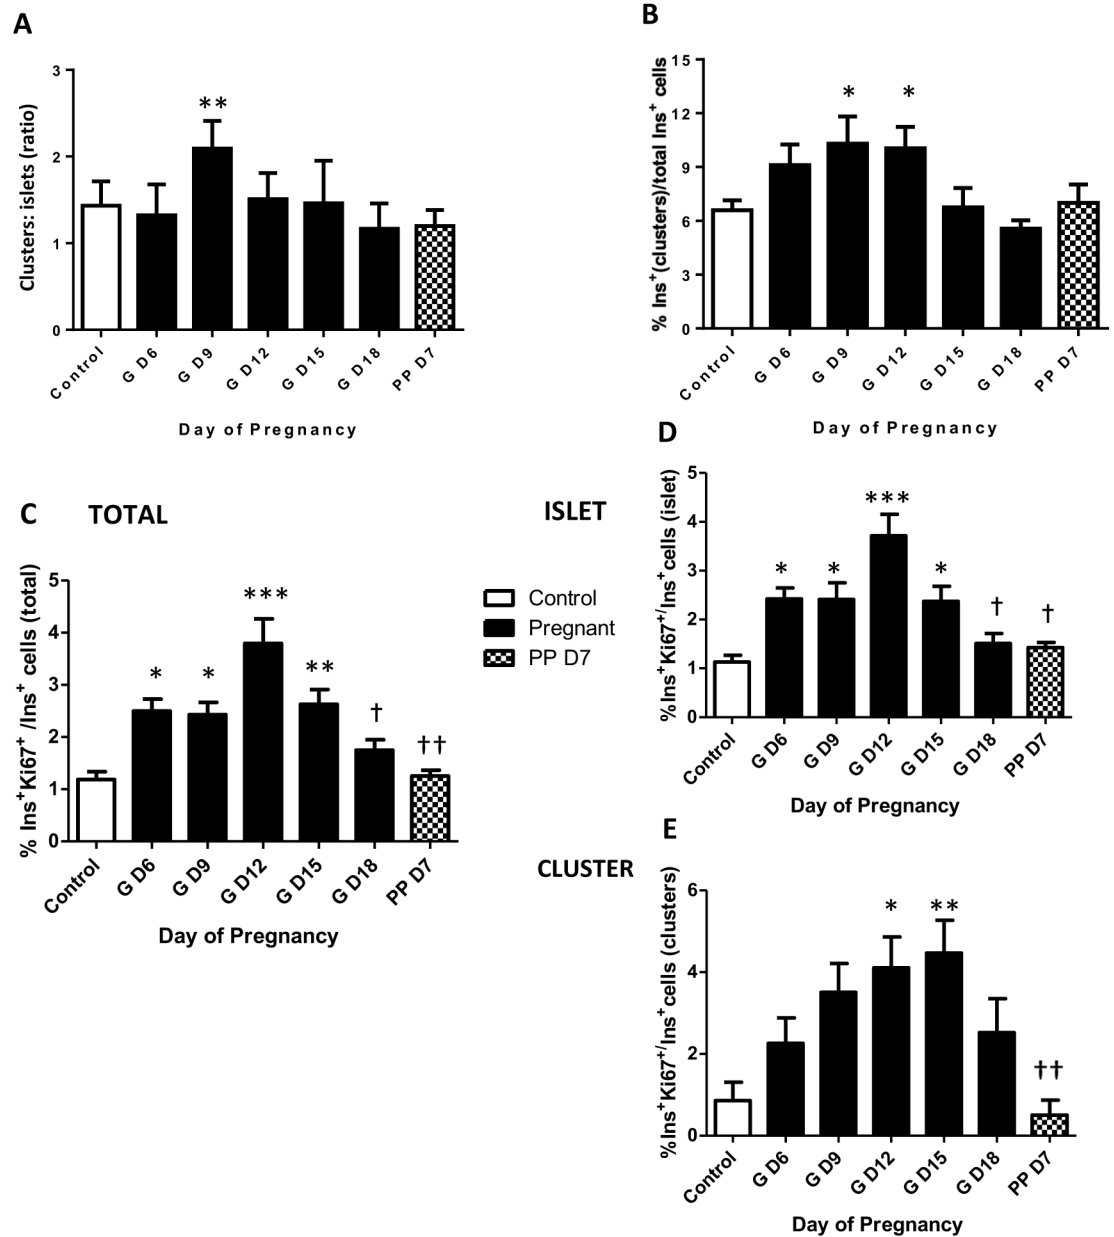 A
Clusters: islets (ratio)
3
2
1
0
**
Control
G D6
G D9
G D12
G D15
G D18
PP D7
Day of Pregnancy
B
% Ins⁺(clusters)/total Ins⁺ cells
15
12
9
6
3
0
*
*
Control
G D6
G D9
G D12
G D15
G D18
PP D7
Day of Pregnancy
C
TOTAL
% Ins⁺Ki67⁺ /Ins⁺ cells (total)
5
4
3
2
1
0
*
*
***
**
†
††
Control
G D6
G D9
G D12
G D15
G D18
PP D7
Day of Pregnancy
ISLET
Control
Pregnant
PP D7
D
%Ins⁺Ki67⁺/Ins⁺cells (islet)
5
4
3
2
1
0
*
*
***
*
†
†
Control
G D6
G D9
G D12
G D15
G D18
PP D7
Day of Pregnancy
CLUSTER
E
%Ins⁺Ki67⁺/Ins⁺cells (clusters)
6
4
2
0
*
**
††
Control
G D6
G D9
G D12
G D15
G D18
PP D7
Day of Pregnancy